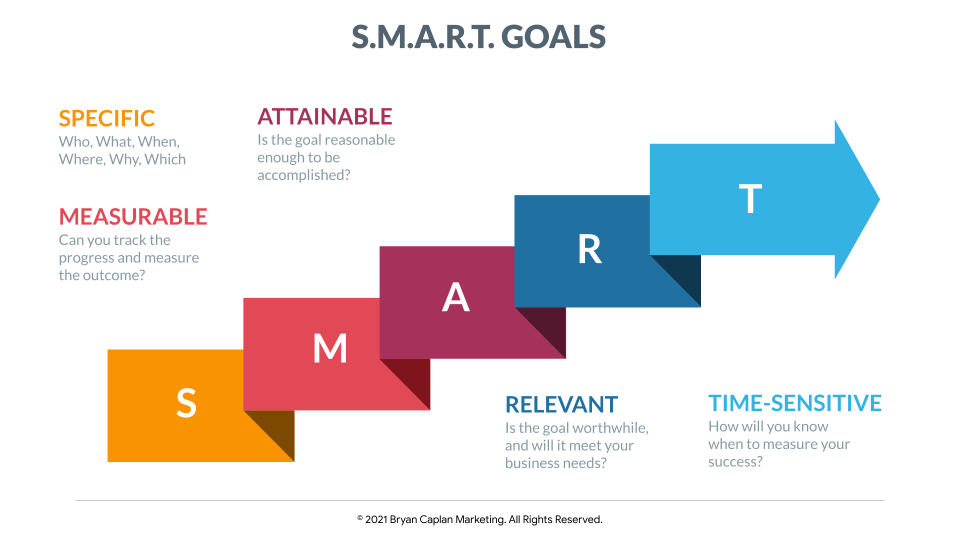 S.M.A.R.T. GOALS
SPECIFIC
Who, What, When,
Where, Why, Which
ATTAINABLE
Is the goal reasonable
enough to be
accomplished?
MEASURABLE
Can you track the
progress and measure
the outcome?
S
M
A
R
T
RELEVANT
Is the goal worthwhile,
and will it meet your
business needs?
TIME-SENSITIVE
How will you know
when to measure your
success?
© 2021 Bryan Caplan Marketing. All Rights Reserved.